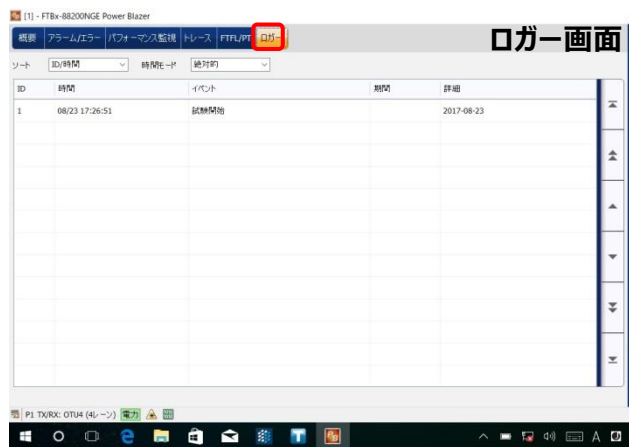 [1] - FTBx-88200NGE Power Blazer
概要 アラーム/エラー パフォーマンス監視 トレース FTFL/PT ロガー
ロガー画面
ソート ID/時間 時間モード 絶対的
ID 時間 イベント 期間 詳細
1 08/23 17:26:51 試験開始 2017-08-23
P1 TX/RX: OTU4 (4レーン) 電力
A